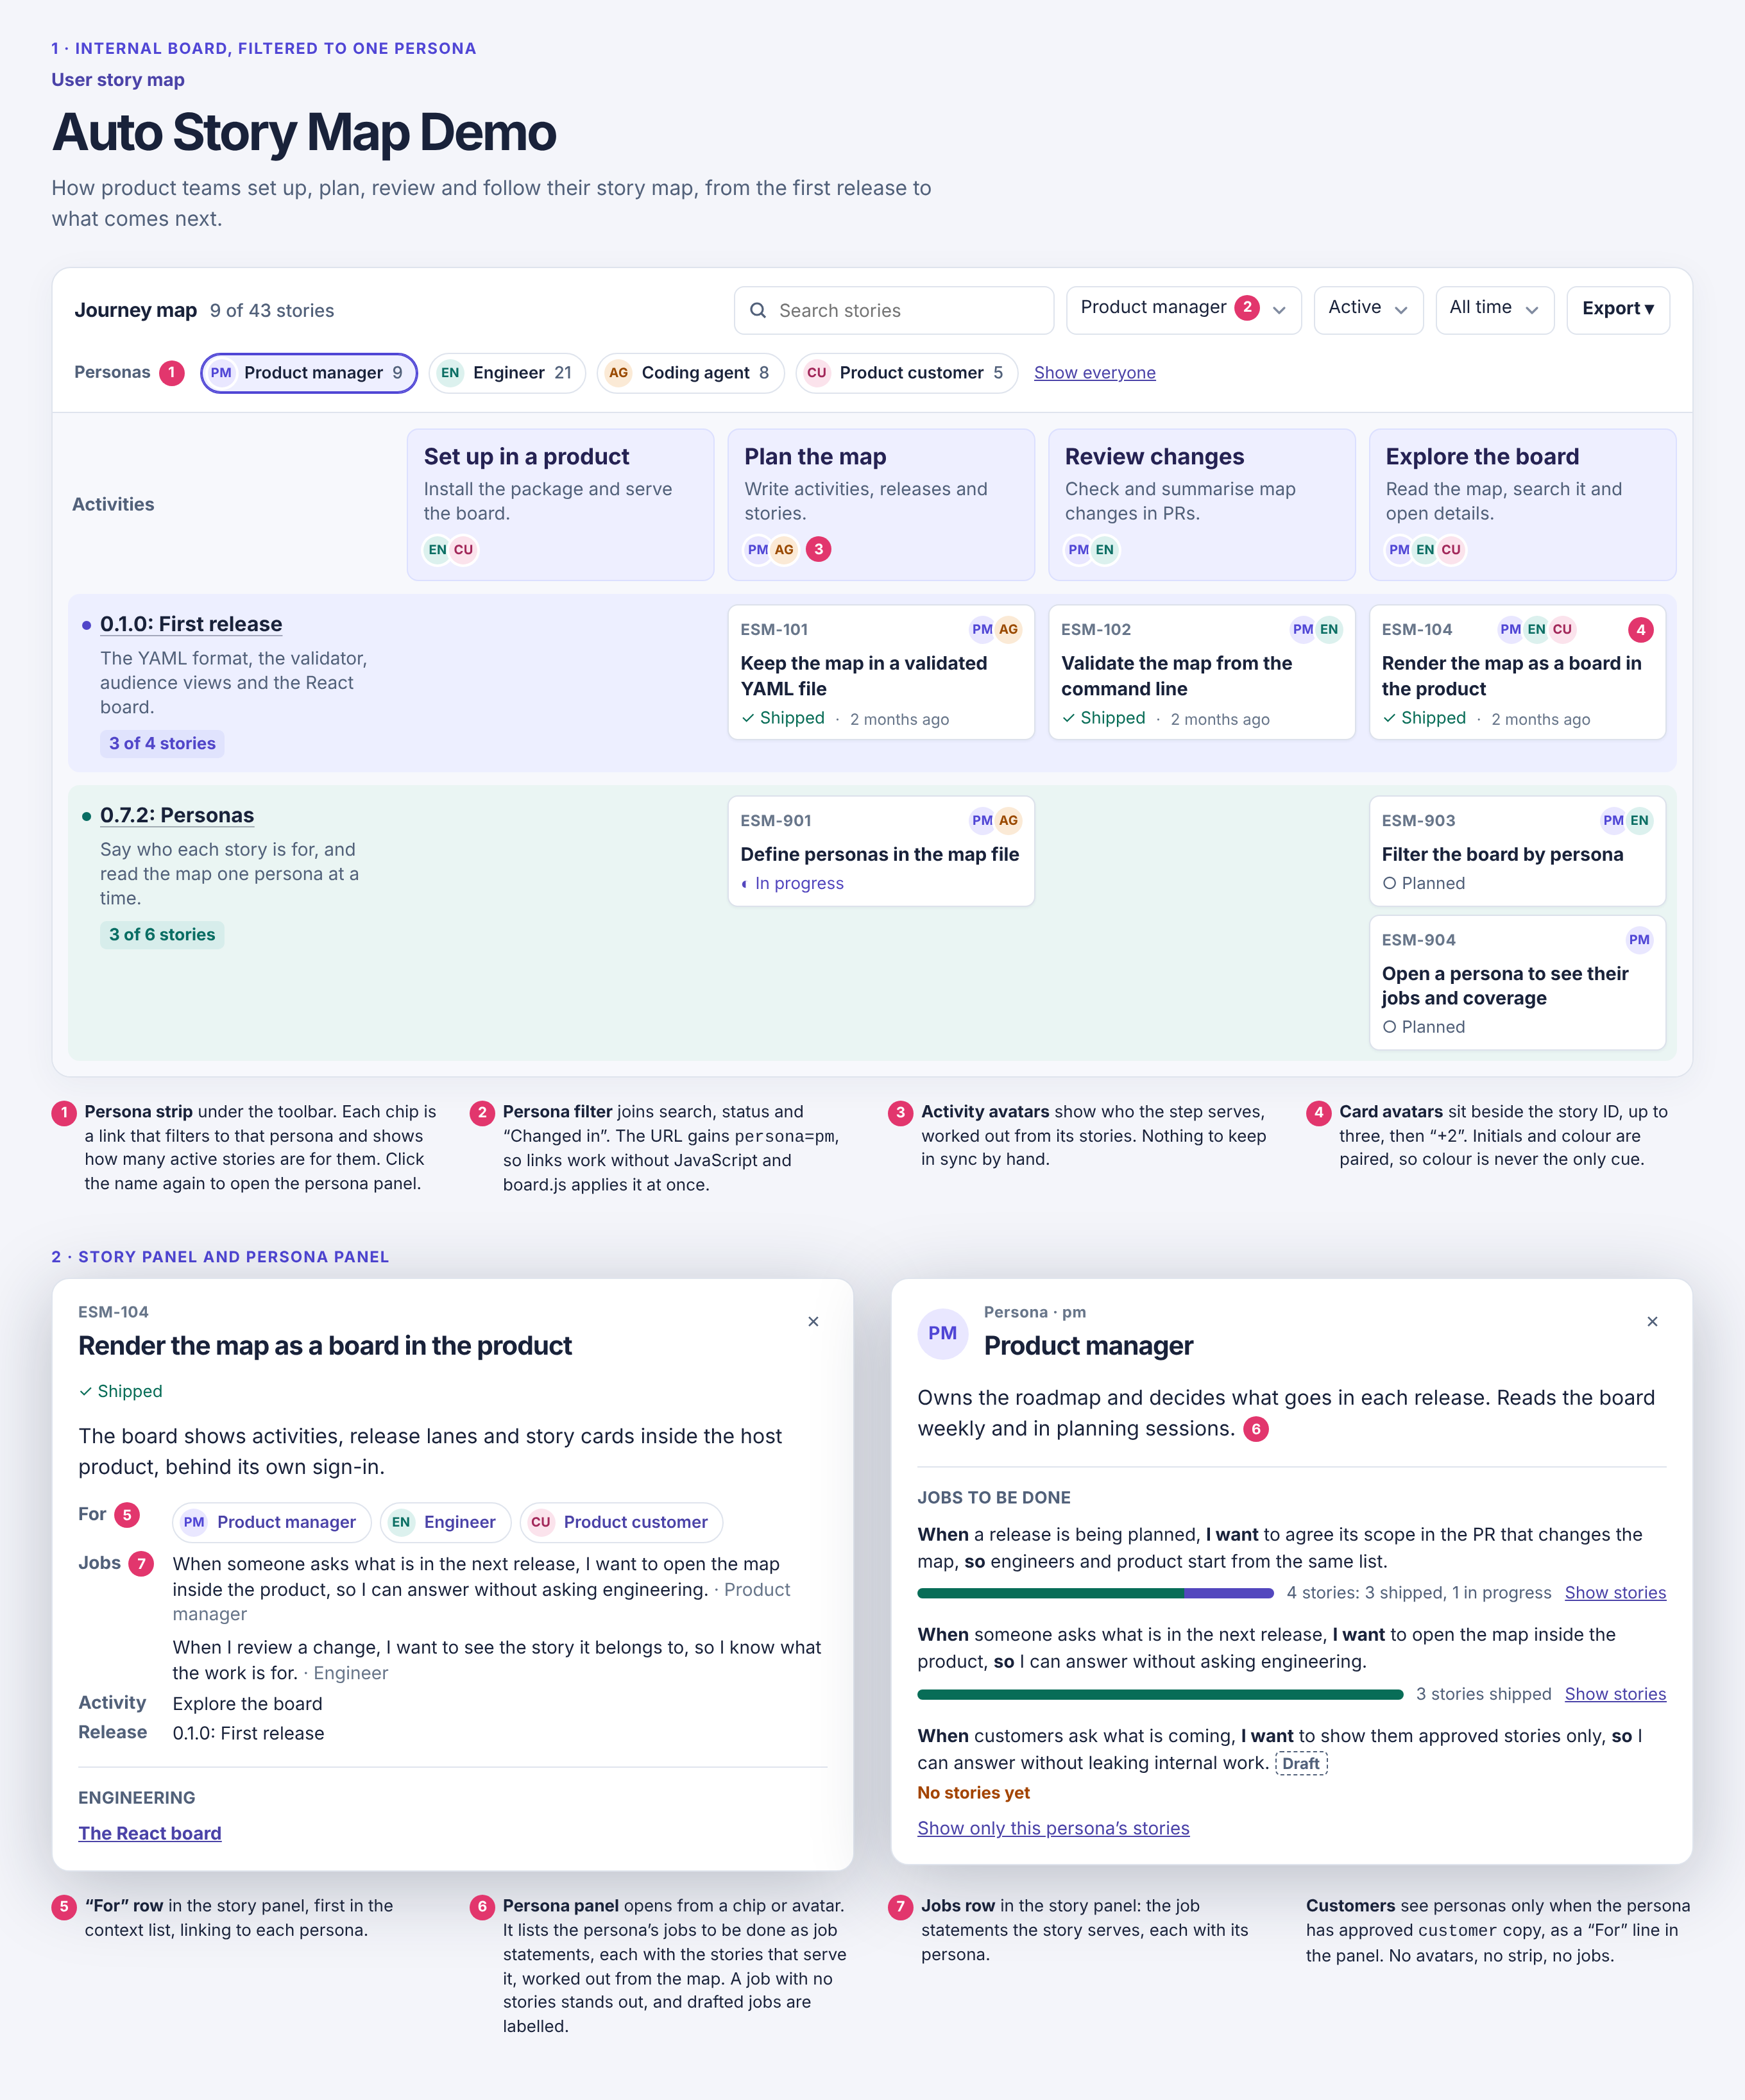 1 · INTERNAL BOARD, FILTERED TO ONE PERSONA
User story map
Auto Story Map Demo
How product teams set up, plan, review and follow their story map, from the first release to
what comes next.
Journey map 9 of 43 stories
Search stories
Product manager 2
Active
All time
Export ▾
Personas 1
PM Product manager 9
EN Engineer 21
AG Coding agent 8
CU Product customer 5
Show everyone
Activities
Set up in a product
Install the package and serve
the board.
EN CU
Plan the map
Write activities, releases and
stories.
PM AG 3
Review changes
Check and summarise map
changes in PRs.
PM EN
Explore the board
Read the map, search it and
open details.
PM EN CU
0.1.0: First release
The YAML format, the validator,
audience views and the React
board.
3 of 4 stories
ESM-101 PM AG
Keep the map in a validated
YAML file
✓ Shipped · 2 months ago
ESM-102 PM EN
Validate the map from the
command line
✓ Shipped · 2 months ago
ESM-104 PM EN CU 4
Render the map as a board in
the product
✓ Shipped · 2 months ago
0.7.2: Personas
Say who each story is for, and
read the map one persona at a
time.
3 of 6 stories
ESM-901 PM AG
Define personas in the map file
In progress
ESM-903 PM EN
Filter the board by persona
Planned
ESM-904 PM
Open a persona to see their
jobs and coverage
Planned
1 Persona strip under the toolbar. Each chip is
a link that filters to that persona and shows
how many active stories are for them. Click
the name again to open the persona panel.
2 Persona filter joins search, status and
“Changed in”. The URL gains persona=pm,
so links work without JavaScript and
board.js applies it at once.
3 Activity avatars show who the step serves,
worked out from its stories. Nothing to keep
in sync by hand.
4 Card avatars sit beside the story ID, up to
three, then “+2”. Initials and colour are
paired, so colour is never the only cue.
2 · STORY PANEL AND PERSONA PANEL
ESM-104
×
Render the map as a board in the product
✓ Shipped
The board shows activities, release lanes and story cards inside the host
product, behind its own sign-in.
For 5
PM Product manager
EN Engineer
CU Product customer
Jobs 7
When someone asks what is in the next release, I want to open the map
inside the product, so I can answer without asking engineering. · Product
manager
When I review a change, I want to see the story it belongs to, so I know what
the work is for. · Engineer
Activity Explore the board
Release 0.1.0: First release
ENGINEERING
The React board
PM
Persona · pm
×
Product manager
Owns the roadmap and decides what goes in each release. Reads the board
weekly and in planning sessions. 6
JOBS TO BE DONE
When a release is being planned, I want to agree its scope in the PR that changes the
map, so engineers and product start from the same list.
4 stories: 3 shipped, 1 in progress Show stories
When someone asks what is in the next release, I want to open the map inside the
product, so I can answer without asking engineering.
3 stories shipped Show stories
When customers ask what is coming, I want to show them approved stories only, so I
can answer without leaking internal work. Draft
No stories yet
Show only this persona’s stories
5 “For” row in the story panel, first in the
context list, linking to each persona.
6 Persona panel opens from a chip or avatar.
It lists the persona’s jobs to be done as job
statements, each with the stories that serve
it, worked out from the map. A job with no
stories stands out, and drafted jobs are
labelled.
7 Jobs row in the story panel: the job
statements the story serves, each with its
persona.
Customers see personas only when the persona
has approved customer copy, as a “For” line in
the panel. No avatars, no strip, no jobs.